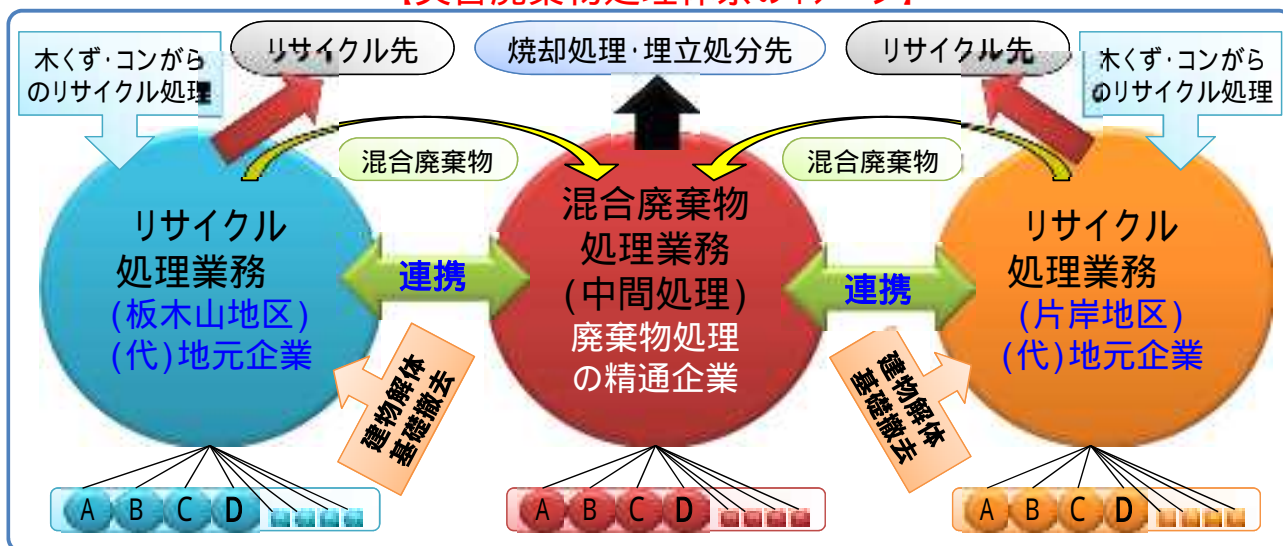 リサイクル先
焼却処理・埋立処分先
リサイクル先
木くず・コンがら
のリサイクル処理
木くず・コンがら
のリサイクル処理
混合廃棄物
混合廃棄物
リサイクル
処理業務
(板木山地区)
(代)地元企業
連携
混合廃棄物
処理業務
(中間処理)
廃棄物処理
の精通企業
連携
リサイクル
処理業務
(片岸地区)
(代)地元企業
建物解体
基礎撤去
建物解体
基礎撤去
A B C D
A B C D
A B C D